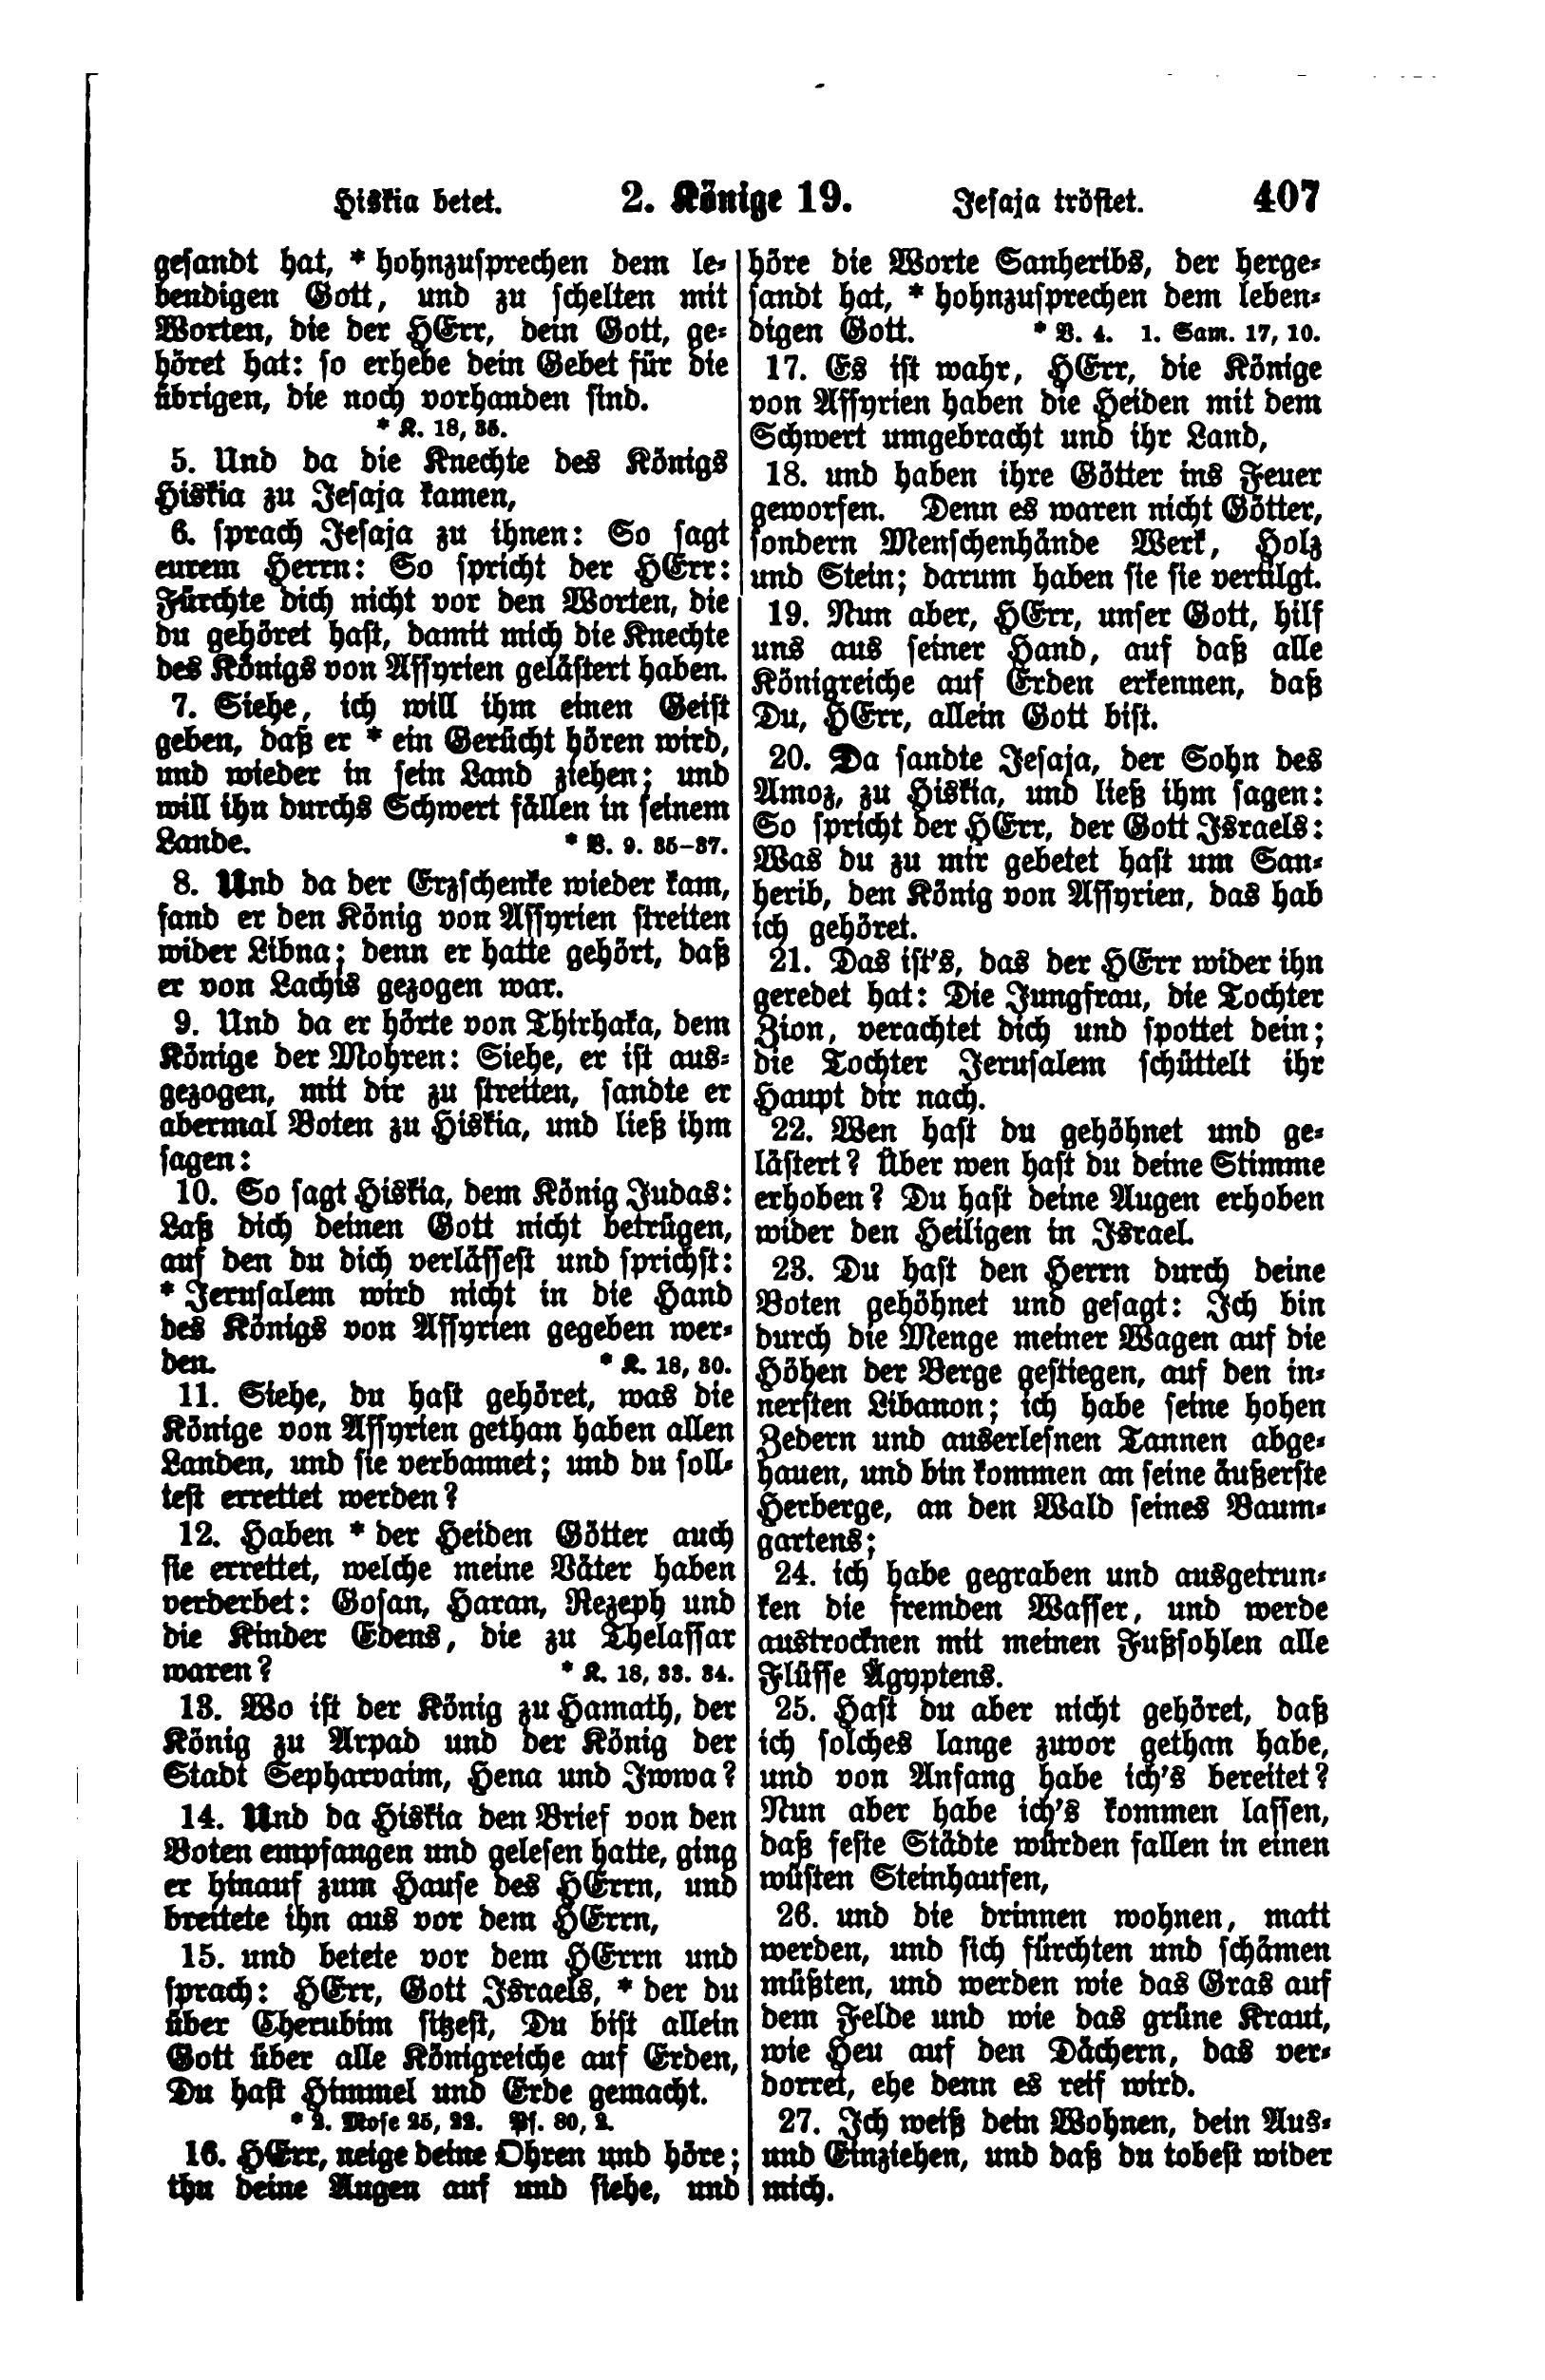 Hiskia betet. 2. Könige 19. Jesaja tröstet. 407
gesandt hat, * hohnzusprechen dem le-
bendigen Gott, und zu schelten mit
Worten, die der HErr, dein Gott, ge-
höret hat: so erhebe dein Gebet für die
übrigen, die noch vorhanden sind.
* K. 18, 35.
5. Und da die Knechte des Königs
Hiskia zu Jesaja kamen,
6. sprach Jesaja zu ihnen: So sagt
eurem Herrn: So spricht der HErr:
Fürchte dich nicht vor den Worten, die
du gehöret hast, damit mich die Knechte
des Königs von Assyrien gelästert haben.
7. Siehe, ich will ihm einen Geist
geben, daß er * ein Gerücht hören wird,
und wieder in sein Land ziehen; und
will ihn durchs Schwert fällen in seinem
Lande. * V. 9. 35-37.
8. Und da der Erzschenke wieder kam,
fand er den König von Assyrien streiten
wider Libna; denn er hatte gehört, daß
er von Lachis gezogen war.
9. Und da er hörte von Thirhaka, dem
Könige der Mohren: Siehe, er ist aus-
gezogen, mit dir zu streiten, sandte er
abermal Boten zu Hiskia, und ließ ihm
sagen:
10. So sagt Hiskia, dem König Judas:
Laß dich deinen Gott nicht betrügen,
auf den du dich verlässest und sprichst:
* Jerusalem wird nicht in die Hand
des Königs von Assyrien gegeben wer-
den. * K. 18, 30.
11. Siehe, du hast gehöret, was die
Könige von Assyrien gethan haben allen
Landen, und sie verbannet; und du soll-
test errettet werden?
12. Haben * der Heiden Götter auch
sie errettet, welche meine Väter haben
verderbet: Gosan, Haran, Rezeph und
die Kinder Edens, die zu Thelassar
waren? * K. 18, 33. 34.
13. Wo ist der König zu Hamath, der
König zu Arpad und der König der
Stadt Sepharvaim, Hena und Iwwa?
14. Und da Hiskia den Brief von den
Boten empfangen und gelesen hatte, ging
er hinauf zum Hause des HErrn, und
breitete ihn aus vor dem HErrn,
15. und betete vor dem HErrn und
sprach: HErr, Gott Israels, * der du
über Cherubim sitzest, Du bist allein
Gott über alle Königreiche auf Erden,
Du hast Himmel und Erde gemacht.
* 2. Mose 25, 22. Ps. 80, 2.
16. HErr, neige deine Ohren und höre;
thu deine Augen auf und siehe, und
höre die Worte Sanheribs, der herge-
sandt hat, * hohnzusprechen dem leben-
digen Gott. * V. 4. 1. Sam. 17, 10.
17. Es ist wahr, HErr, die Könige
von Assyrien haben die Heiden mit dem
Schwert umgebracht und ihr Land,
18. und haben ihre Götter ins Feuer
geworfen. Denn es waren nicht Götter,
sondern Menschenhände Werk, Holz
und Stein; darum haben sie sie vertilgt.
19. Nun aber, HErr, unser Gott, hilf
uns aus seiner Hand, auf daß alle
Königreiche auf Erden erkennen, daß
Du, HErr, allein Gott bist.
20. Da sandte Jesaja, der Sohn des
Amoz, zu Hiskia, und ließ ihm sagen:
So spricht der HErr, der Gott Israels:
Was du zu mir gebetet hast um San-
herib, den König von Assyrien, das hab
ich gehöret.
21. Das ist's, das der HErr wider ihn
geredet hat: Die Jungfrau, die Tochter
Zion, verachtet dich und spottet dein;
die Tochter Jerusalem schüttelt ihr
Haupt dir nach.
22. Wen hast du gehöhnet und ge-
lästert? Über wen hast du deine Stimme
erhoben? Du hast deine Augen erhoben
wider den Heiligen in Israel.
23. Du hast den Herrn durch deine
Boten gehöhnet und gesagt: Ich bin
durch die Menge meiner Wagen auf die
Höhen der Berge gestiegen, auf den in-
nersten Libanon; ich habe seine hohen
Zedern und auserlesnen Tannen abge-
hauen, und bin kommen an seine äußerste
Herberge, an den Wald seines Baum-
gartens;
24. ich habe gegraben und ausgetrun-
ken die fremden Wasser, und werde
austrocknen mit meinen Fußsohlen alle
Flüsse Ägyptens.
25. Hast du aber nicht gehöret, daß
ich solches lange zuvor gethan habe,
und von Anfang habe ich's bereitet?
Nun aber habe ich's kommen lassen,
daß feste Städte würden fallen in einen
wüsten Steinhaufen,
26. und die drinnen wohnen, matt
werden, und sich fürchten und schämen
müßten, und werden wie das Gras auf
dem Felde und wie das grüne Kraut,
wie Heu auf den Dächern, das ver-
dorret, ehe denn es reif wird.
27. Ich weiß dein Wohnen, dein Aus-
und Einziehen, und daß du tobest wider
mich.